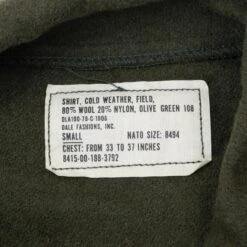 SHIRT, COLD WEATHER, FIELD,
80% WOOL 20% NYLON, OLIVE GREEN 108
DLA100-78-C-1006
DALE FASHIONS, INC.
SMALL NATO SIZE: 8494
CHEST: FROM 33 TO 37 INCHES
8415-00-188-3792